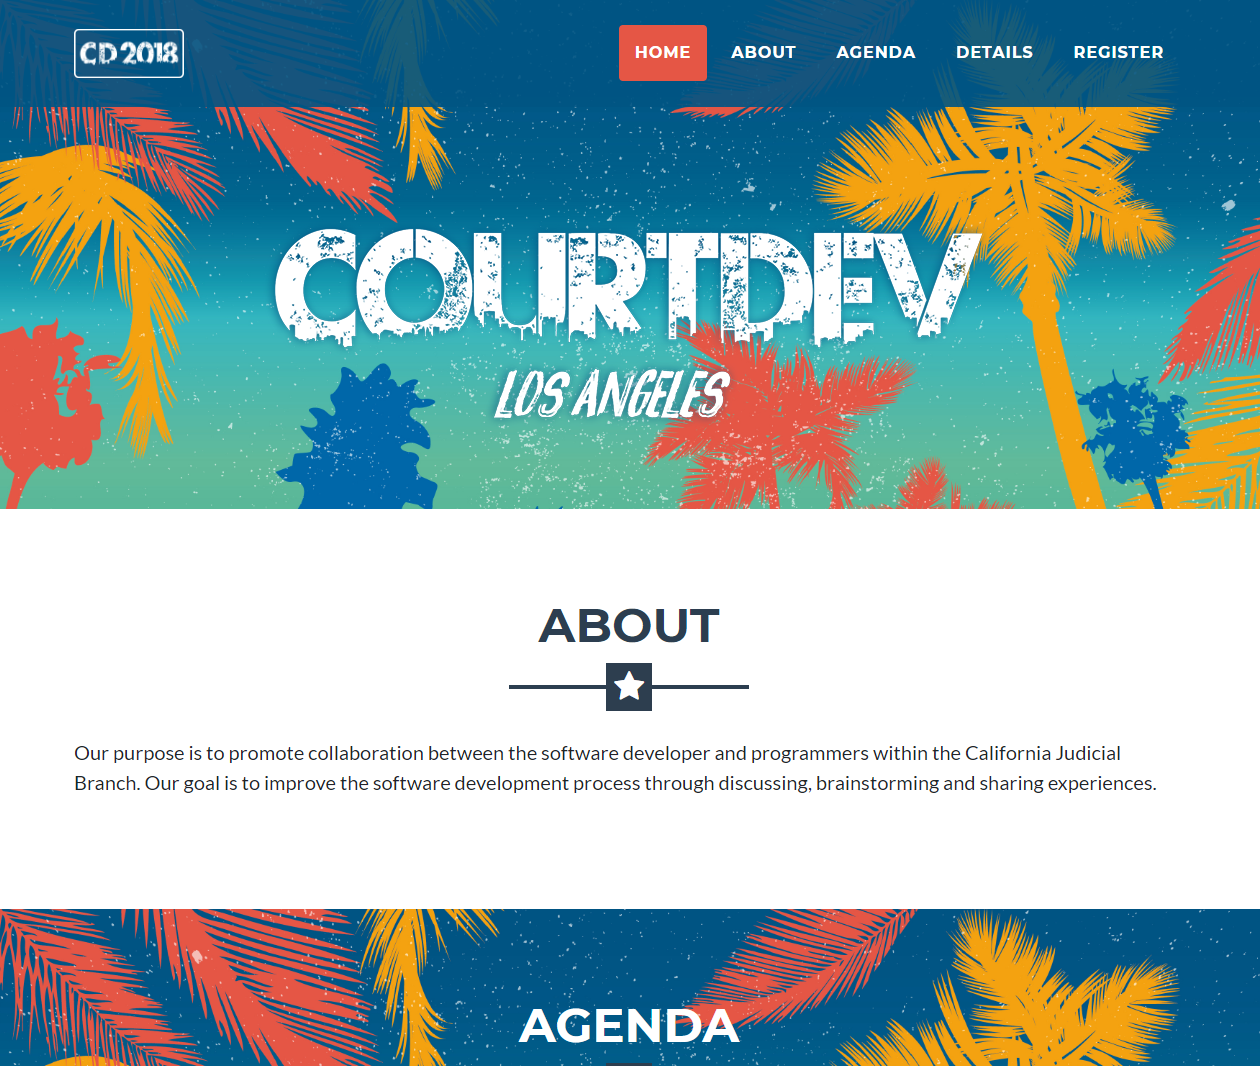 CD 2018
HOME ABOUT AGENDA DETAILS REGISTER
COURTDEV
LOS ANGELES
ABOUT
Our purpose is to promote collaboration between the software developer and programmers within the California Judicial
Branch. Our goal is to improve the software development process through discussing, brainstorming and sharing experiences.
AGENDA